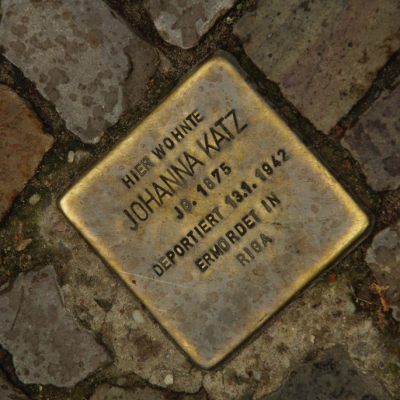 HIER WOHNTE
JOHANNA KATZ
JG. 1875
DEPORTIERT 13.1.1942
ERMORDET IN
RIGA